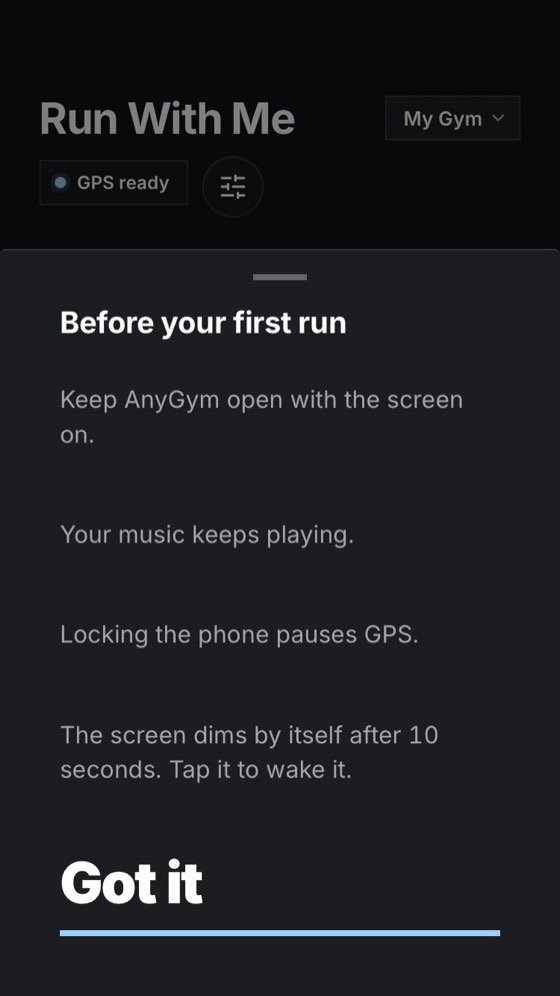 Run With Me
My Gym
GPS ready
Before your first run
Keep AnyGym open with the screen
on.
Your music keeps playing.
Locking the phone pauses GPS.
The screen dims by itself after 10
seconds. Tap it to wake it.
Got it